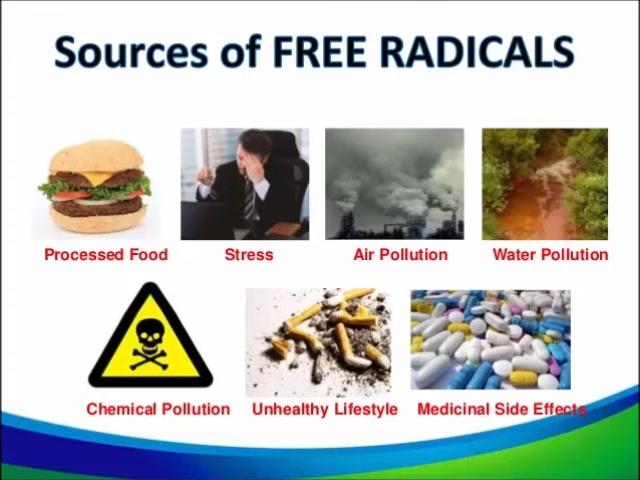 Sources of FREE RADICALS
Processed Food
Stress
Air Pollution
Water Pollution
Chemical Pollution
Unhealthy Lifestyle
Medicinal Side Effects